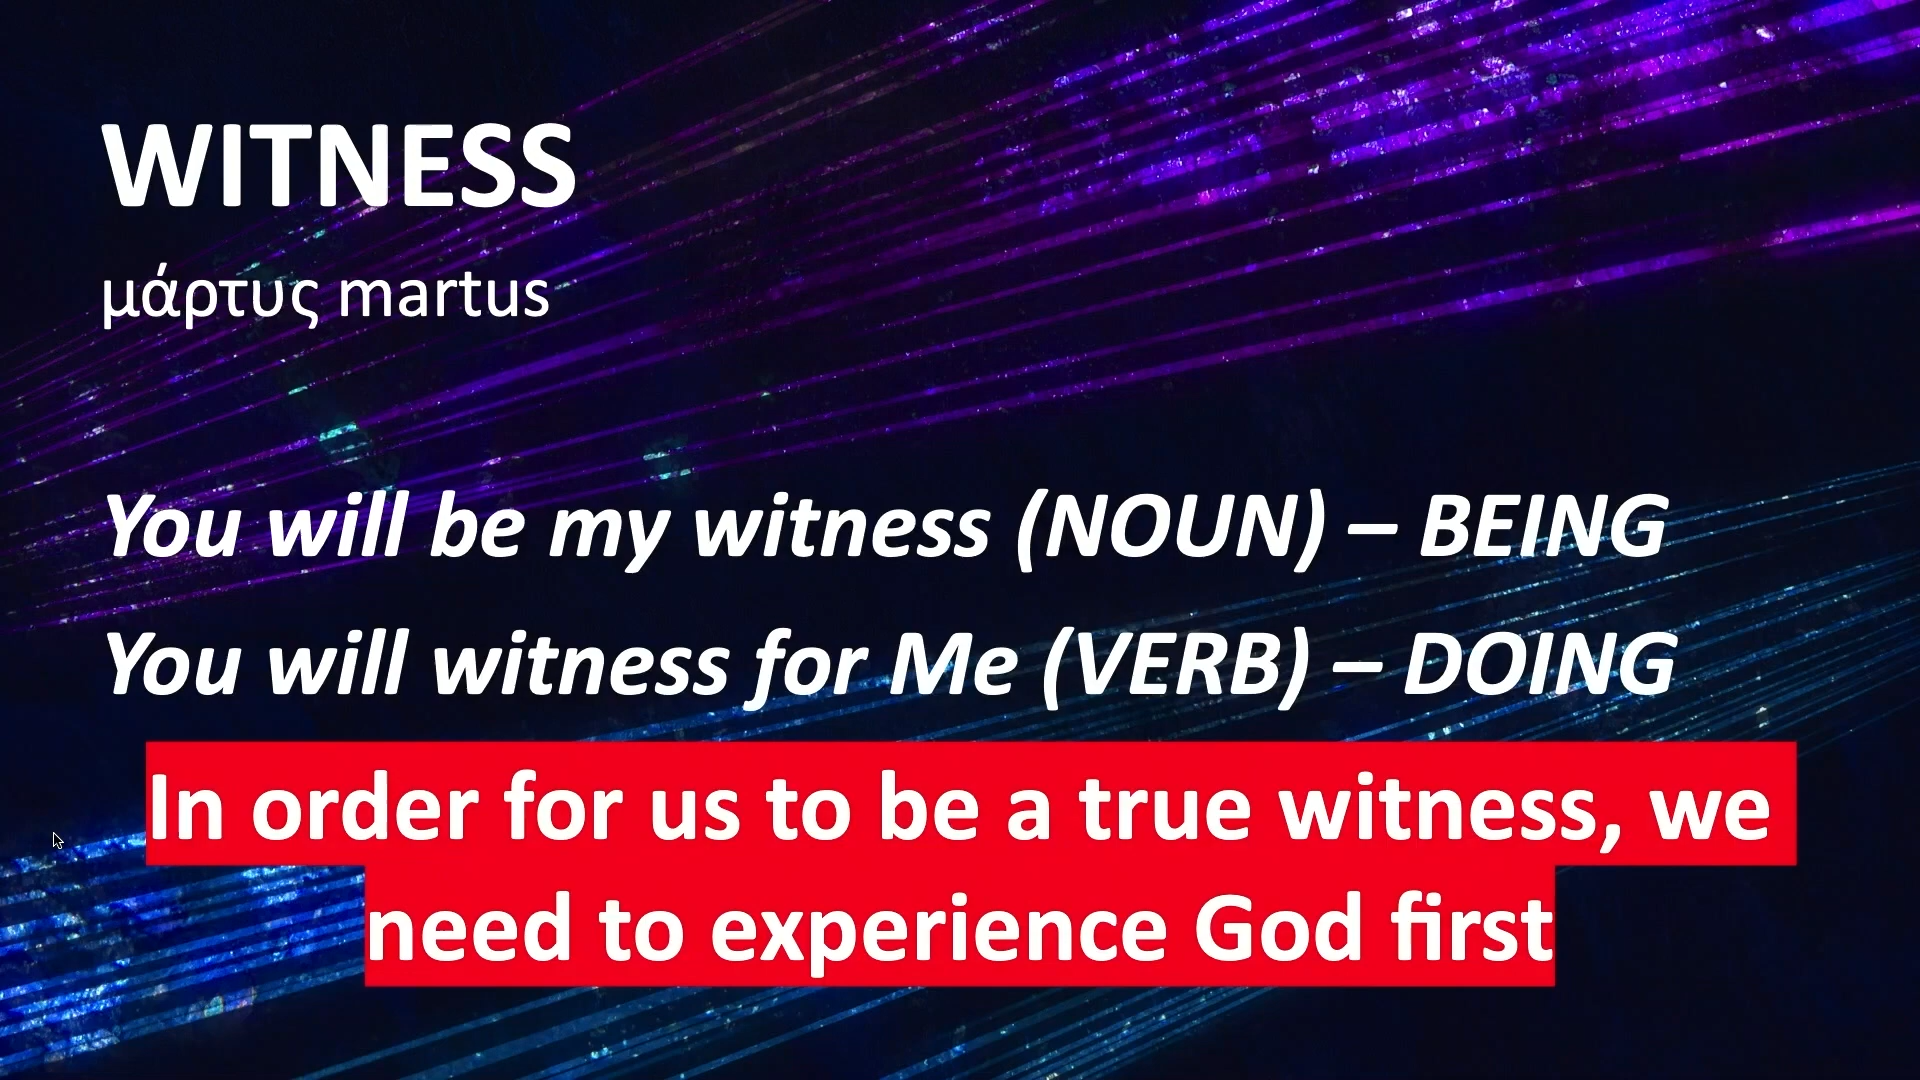 WITNESS
μάρτυς martus
You will be my witness (NOUN) – BEING
You will witness for Me (VERB) – DOING
In order for us to be a true witness, we
need to experience God first